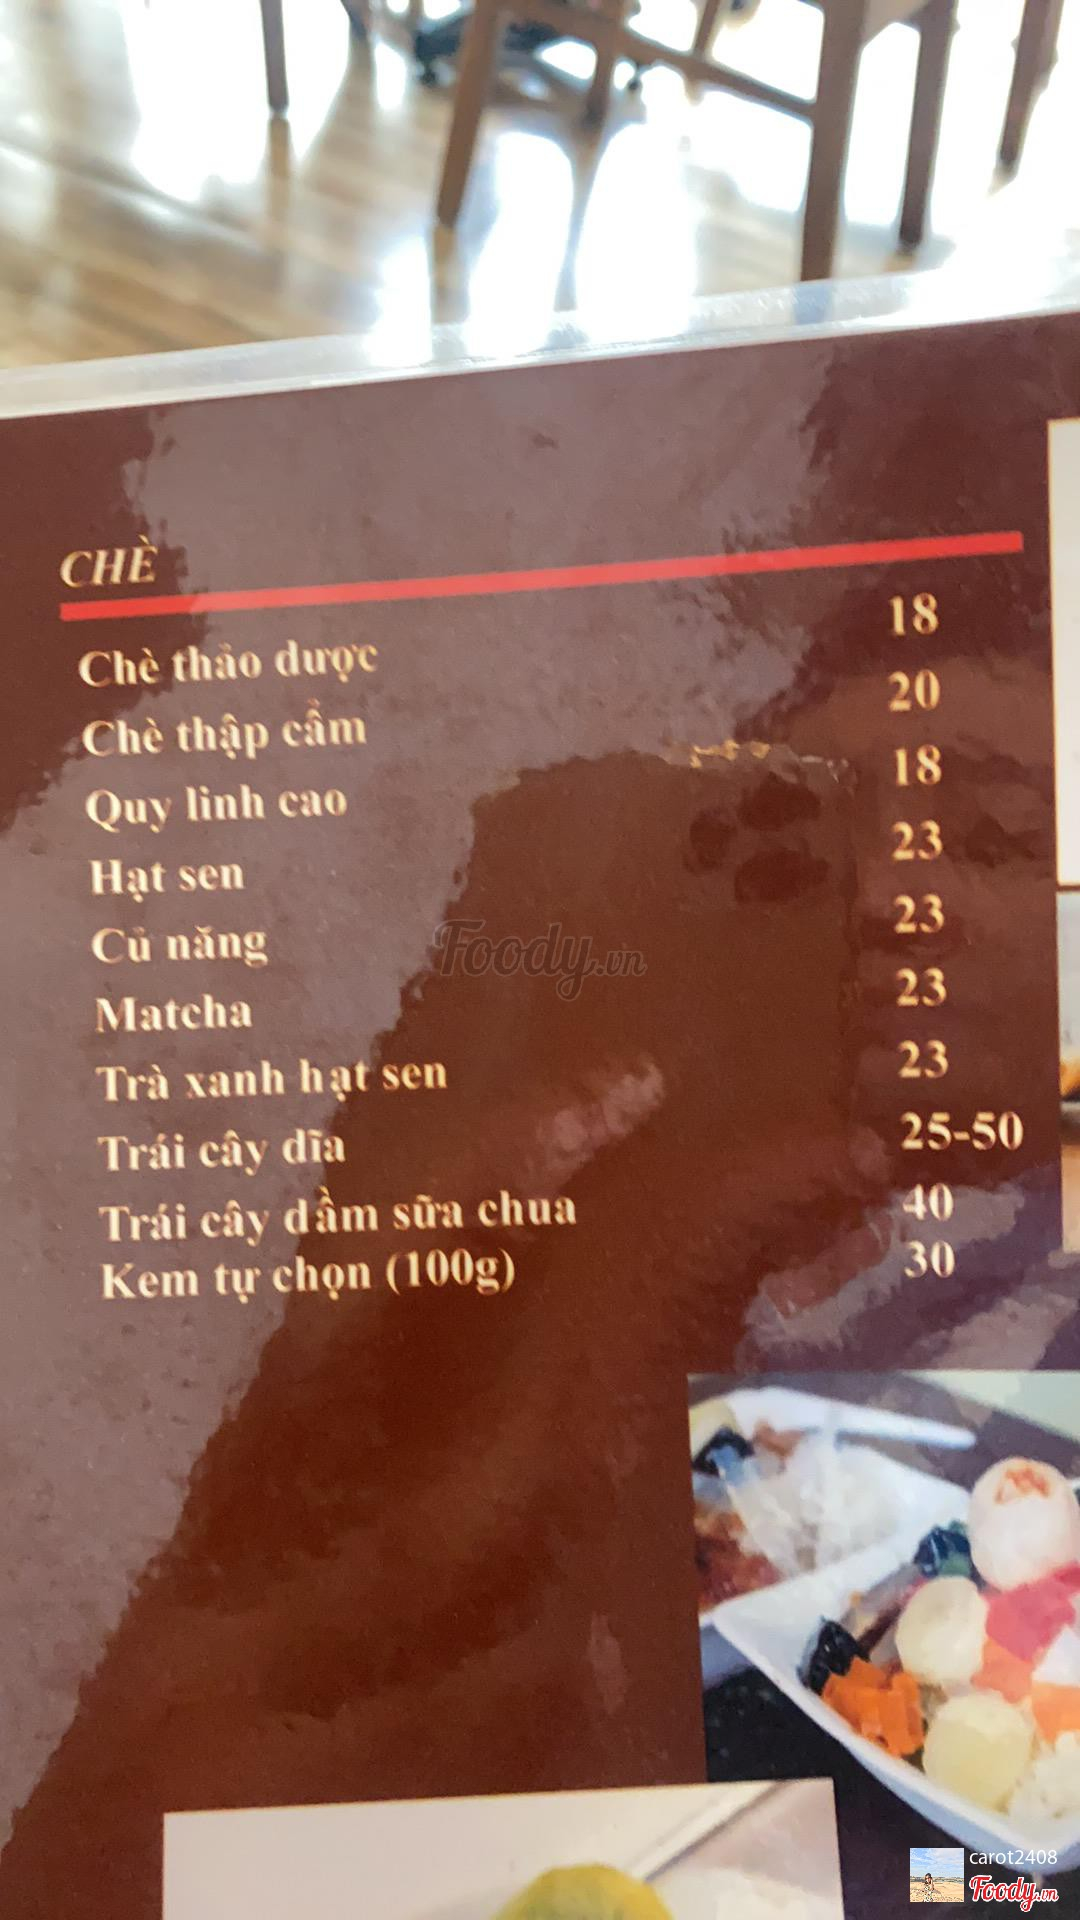 CHÈ
Chè thảo dược 18
Chè thập cẩm 20
Quy linh cao 18
Hạt sen 23
Củ năng 23
Matcha 23
Trà xanh hạt sen 23
Trái cây dĩa 25-50
Trái cây dầm sữa chua 40
Kem tự chọn (100g) 30
Foody.vn
carot2408
Foody.vn